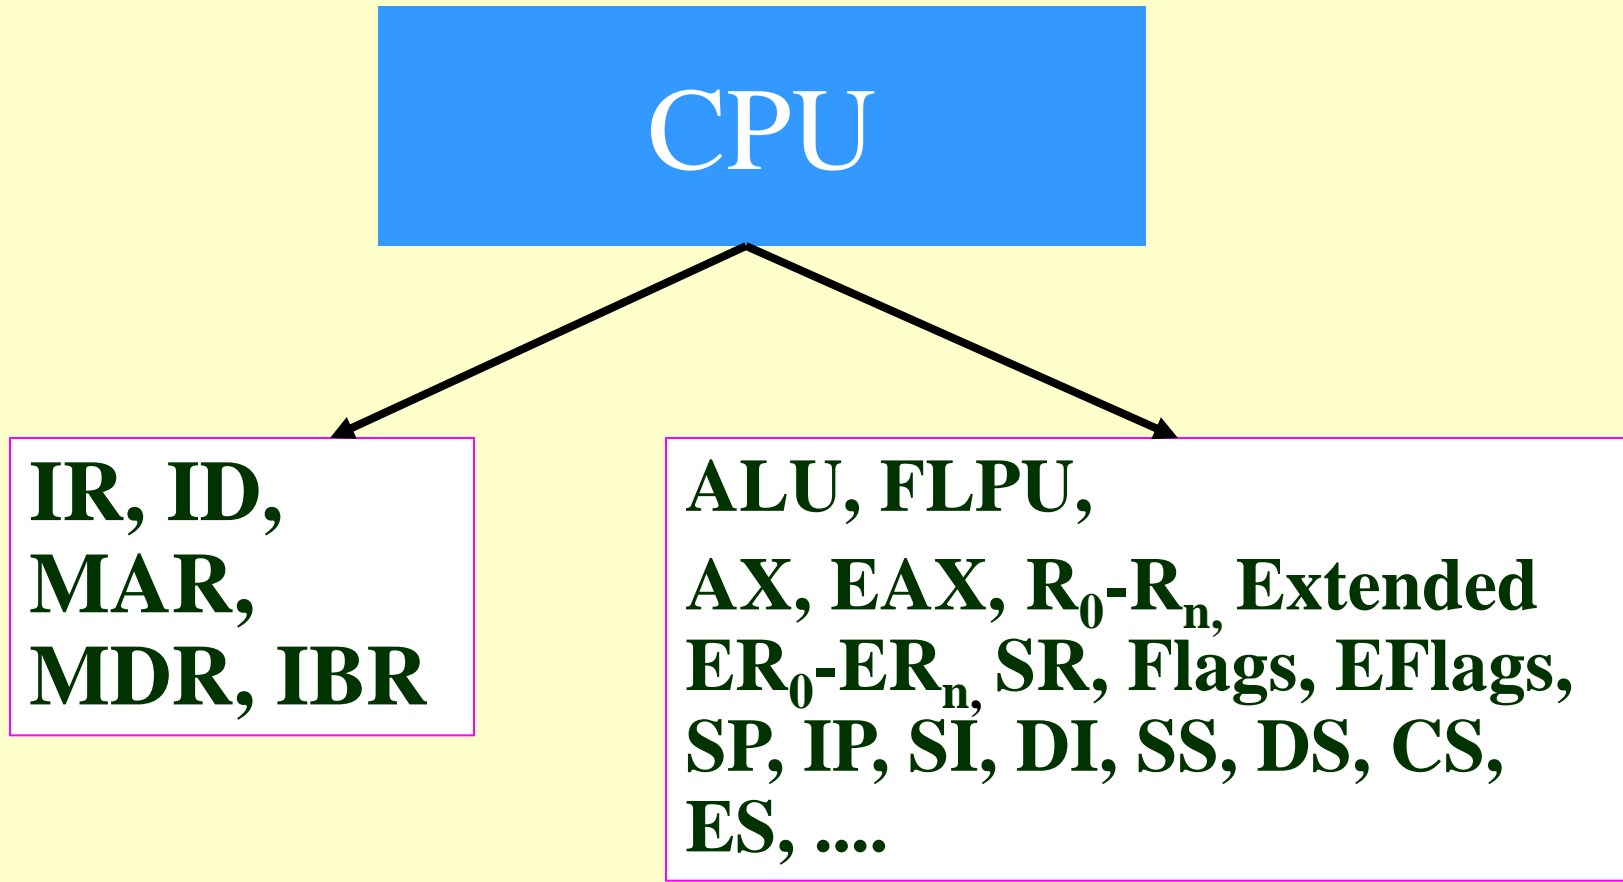 CPU
IR, ID,
MAR,
MDR, IBR
ALU, FLPU,
AX, EAX, R₀-Rₙ, Extended
ER₀-ERₙ, SR, Flags, EFlags,
SP, IP, SI, DI, SS, DS, CS,
ES, ....